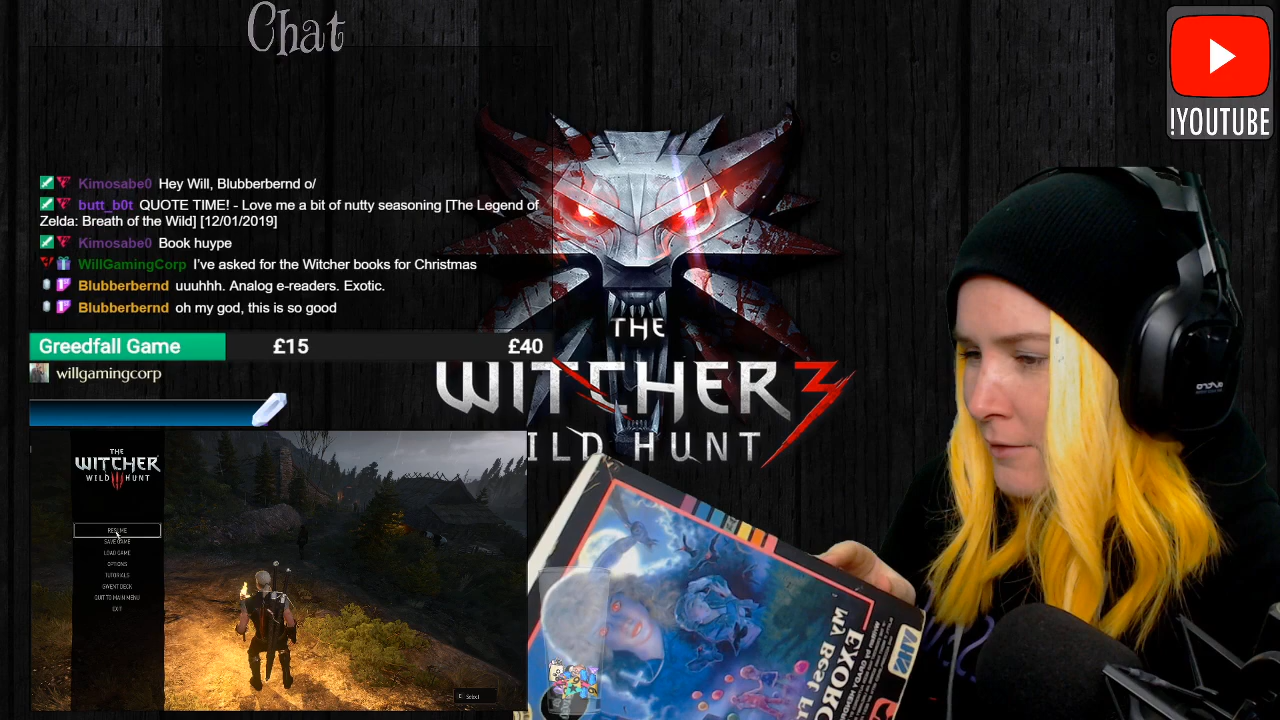 Chat
!YOUTUBE
Kimosabe0 Hey Will, Blubberbernd o/
butt_b0t QUOTE TIME! - Love me a bit of nutty seasoning [The Legend of
Zelda: Breath of the Wild] [12/01/2019]
Kimosabe0 Book huype
WillGamingCorp I've asked for the Witcher books for Christmas
Blubberbernd uuuhhh. Analog e-readers. Exotic.
Blubberbernd oh my god, this is so good
Greedfall Game £15 £40
willgamingcorp
THE
WITCHER 3
ILD HUNT
THE
WITCHER
WILD HUNT
RESUME
SAVE GAME
LOAD GAME
OPTIONS
TUTORIALS
GWENT DECK
QUIT TO MAIN MENU
EXIT
E Select
MY BEST
EXORC
ASTRO